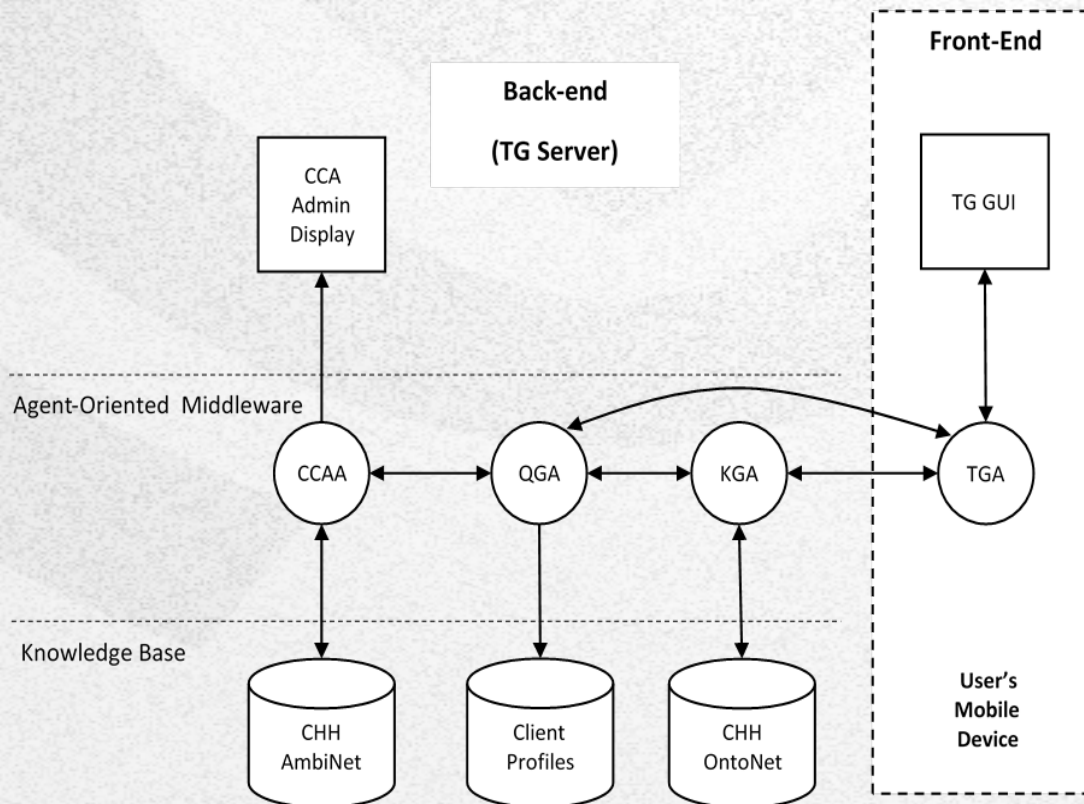 Front-End
Back-end
(TG Server)
CCA
Admin
Display
TG GUI
Agent-Oriented Middleware
CCAA
QGA
KGA
TGA
Knowledge Base
CHH
AmbiNet
Client
Profiles
CHH
OntoNet
User's
Mobile
Device